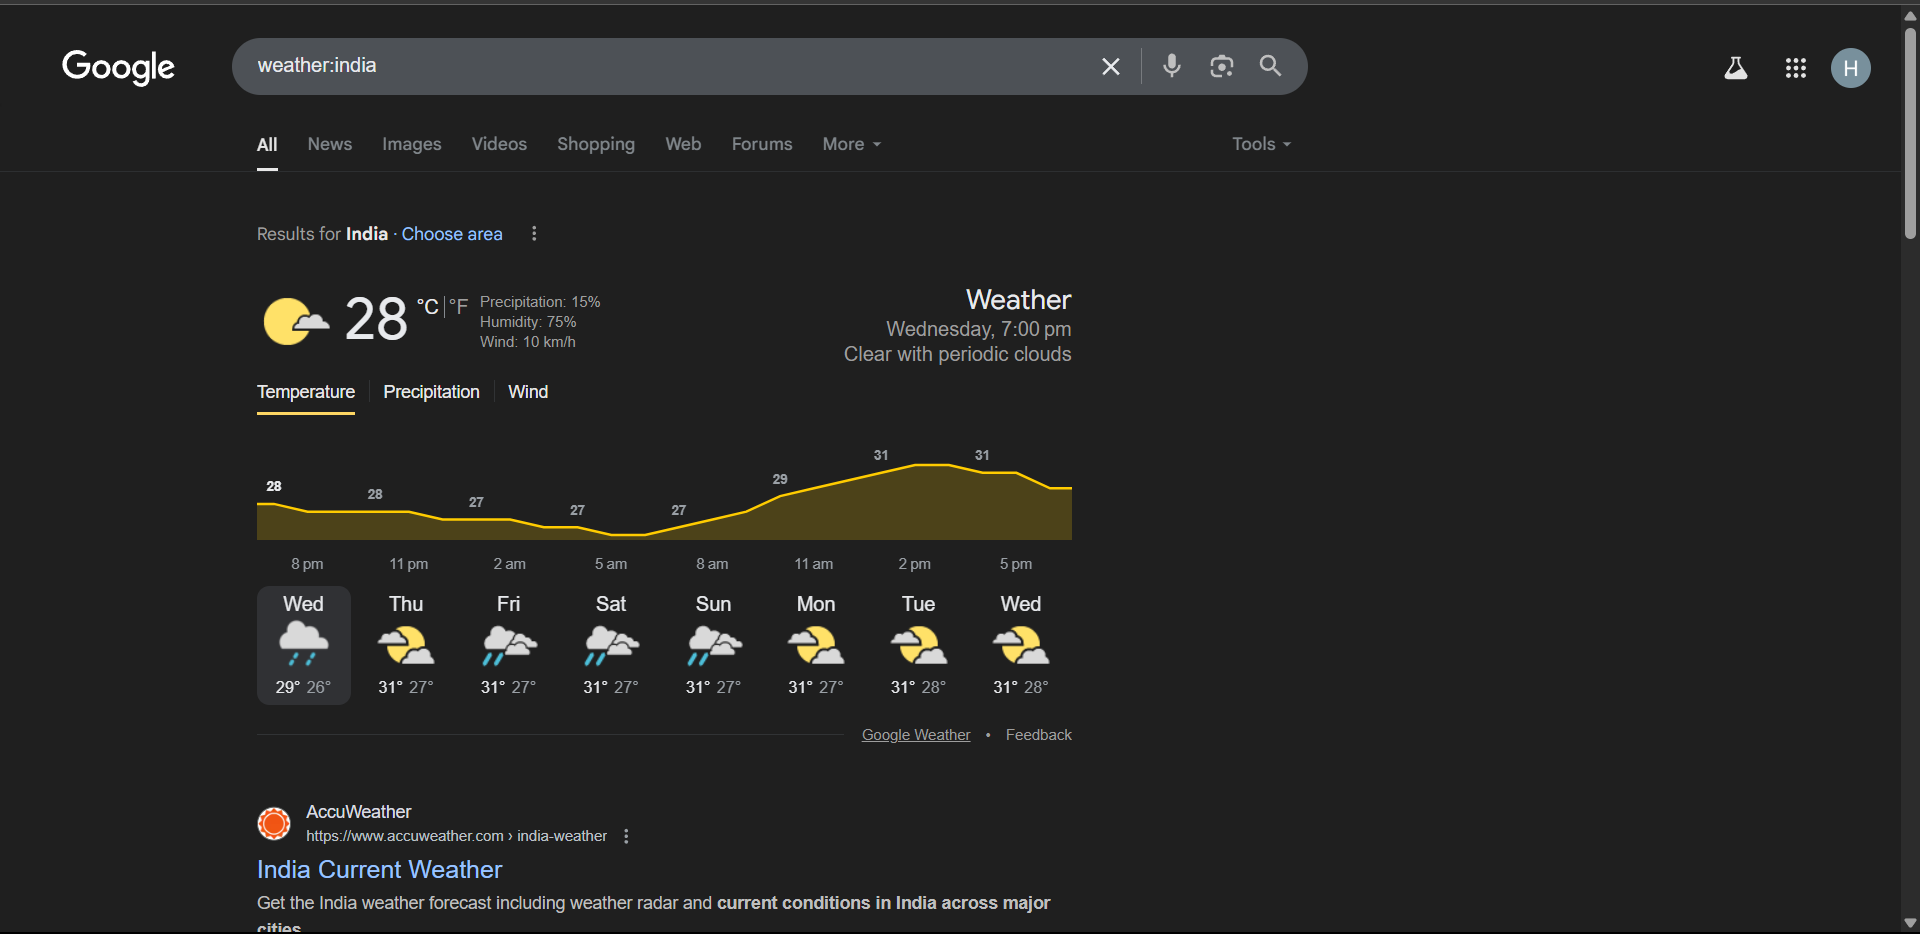 Google
weather:india
H
All News Images Videos Shopping Web Forums More Tools
Results for India · Choose area
28 °C | °F
Precipitation: 15%
Humidity: 75%
Wind: 10 km/h
Weather
Wednesday, 7:00 pm
Clear with periodic clouds
Temperature Precipitation Wind
28 28 27 27 27 29 31 31
8 pm 11 pm 2 am 5 am 8 am 11 am 2 pm 5 pm
Wed Thu Fri Sat Sun Mon Tue Wed
29° 26° 31° 27° 31° 27° 31° 27° 31° 27° 31° 27° 31° 28° 31° 28°
Google Weather • Feedback
AccuWeather
https://www.accuweather.com › india-weather
India Current Weather
Get the India weather forecast including weather radar and current conditions in India across major
cities